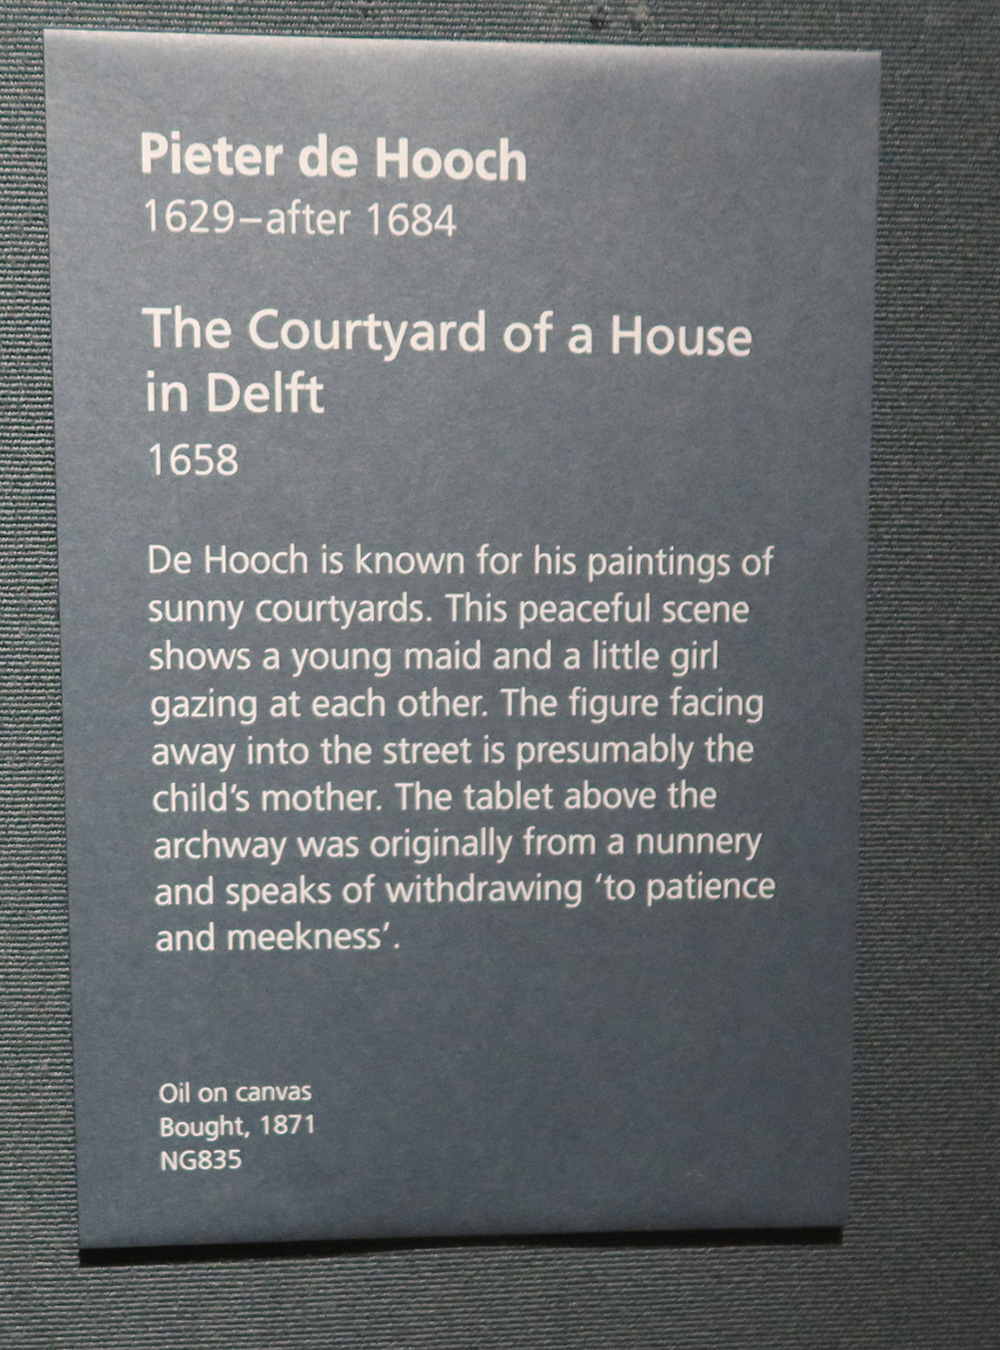 Pieter de Hooch
1629–after 1684
The Courtyard of a House
in Delft
1658
De Hooch is known for his paintings of
sunny courtyards. This peaceful scene
shows a young maid and a little girl
gazing at each other. The figure facing
away into the street is presumably the
child’s mother. The tablet above the
archway was originally from a nunnery
and speaks of withdrawing ‘to patience
and meekness’.
Oil on canvas
Bought, 1871
NG835